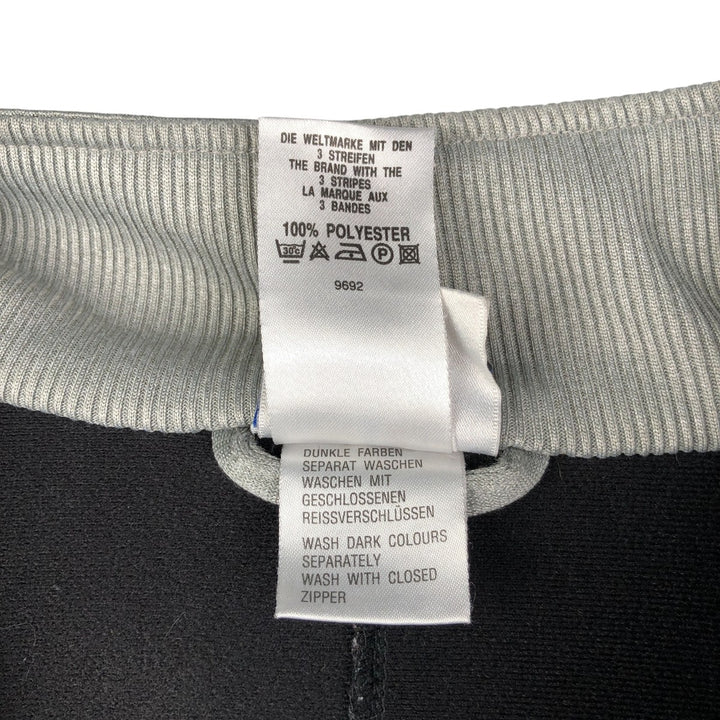 DIE WELTMARKE MIT DEN
3 STREIFEN
THE BRAND WITH THE
3 STRIPES
LA MARQUE AUX
3 BANDES
100% POLYESTER
30°C P
9692
DUNKLE FARBEN
SEPARAT WASCHEN
WASCHEN MIT
GESCHLOSSENEN
REISSVERSCHLÜSSEN
WASH DARK COLOURS
SEPARATELY
WASH WITH CLOSED
ZIPPER